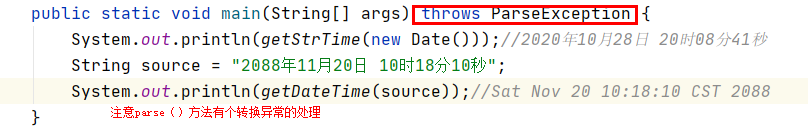 public static void main(String[] args) throws ParseException {
System.out.println(getStrTime(new Date()));//2020年10月28日 20时08分41秒
String source = "2088年11月20日 10时18分10秒";
System.out.println(getDateTime(source));//Sat Nov 20 10:18:10 CST 2088
注意parse（）方法有个转换异常的处理
}